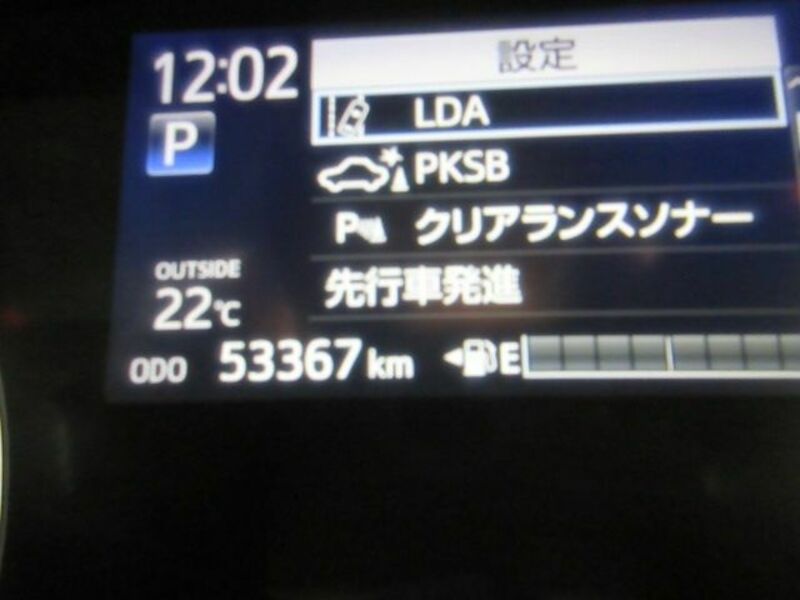 12:02
設定
P
LDA
PKSB
P クリアランスソナー
先行車発進
OUTSIDE
22℃
ODO 53367 km
E